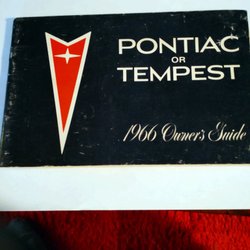 PONTIAC
OR
TEMPEST
1966 Owner's Guide